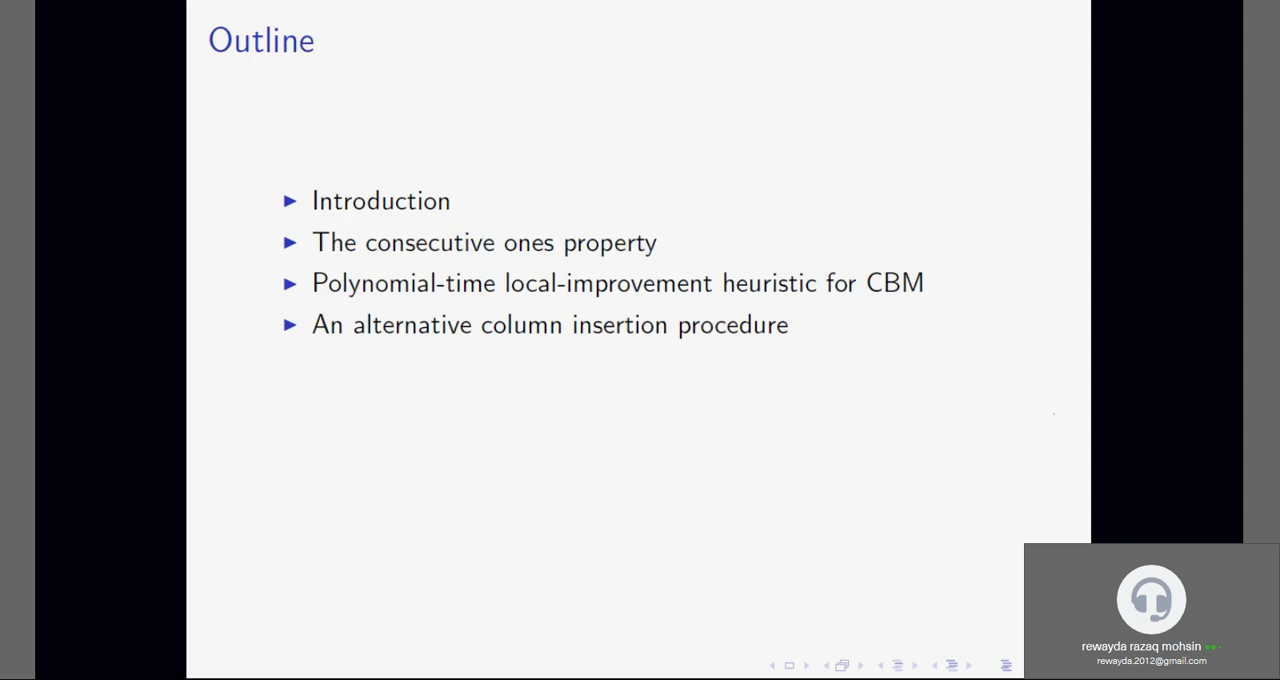 Outline
Introduction
The consecutive ones property
Polynomial-time local-improvement heuristic for CBM
An alternative column insertion procedure
rewayda razaq mohsin
rewayda.2012@gmail.com